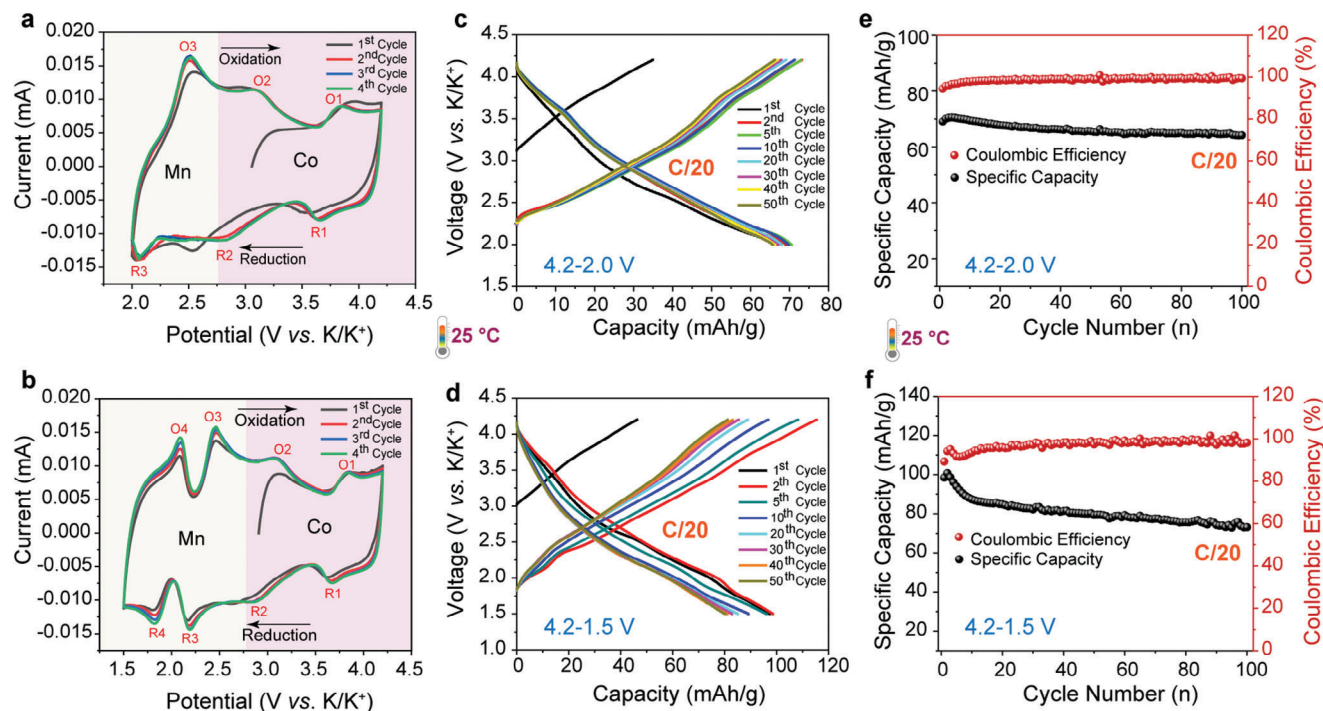 a
Current (mA)
0.020
0.015
0.010
0.005
0.000
-0.005
-0.010
-0.015
O3
Oxidation
O2
O1
1st Cycle
2nd Cycle
3rd Cycle
4th Cycle
Mn
Co
R3
R2
R1
Reduction
2.0 2.5 3.0 3.5 4.0 4.5
Potential (V vs. K/K+)
25 °C
c
Voltage (V vs. K/K+)
4.5
4.0
3.5
3.0
2.5
2.0
1.5
1st Cycle
2nd Cycle
5th Cycle
10th Cycle
20th Cycle
30th Cycle
40th Cycle
50th Cycle
C/20
4.2-2.0 V
0 10 20 30 40 50 60 70 80
Capacity (mAh/g)
e
Specific Capacity (mAh/g)
100
80
60
40
20
Coulombic Efficiency
Specific Capacity
C/20
4.2-2.0 V
120
100
80
60
40
20
0
Coulombic Efficiency (%)
0 10 20 30 40 50 60 70 80 90 100
Cycle Number (n)
25 °C
b
Current (mA)
0.020
0.015
0.010
0.005
0.000
-0.005
-0.010
-0.015
O4
O3
Oxidation
O2
O1
1st Cycle
2nd Cycle
3rd Cycle
4th Cycle
Mn
Co
R4
R3
R2
R1
Reduction
1.5 2.0 2.5 3.0 3.5 4.0 4.5
Potential (V vs. K/K+)
d
Voltage (V vs. K/K+)
4.5
4.0
3.5
3.0
2.5
2.0
1.5
1.0
1st Cycle
2th Cycle
5th Cycle
10th Cycle
20th Cycle
30th Cycle
40th Cycle
50th Cycle
C/20
4.2-1.5 V
0 20 40 60 80 100 120
Capacity (mAh/g)
f
Specific Capacity (mAh/g)
140
120
100
80
60
40
20
Coulombic Efficiency
Specific Capacity
C/20
4.2-1.5 V
120
100
80
60
40
20
0
Coulombic Efficiency (%)
0 10 20 30 40 50 60 70 80 90 100
Cycle Number (n)